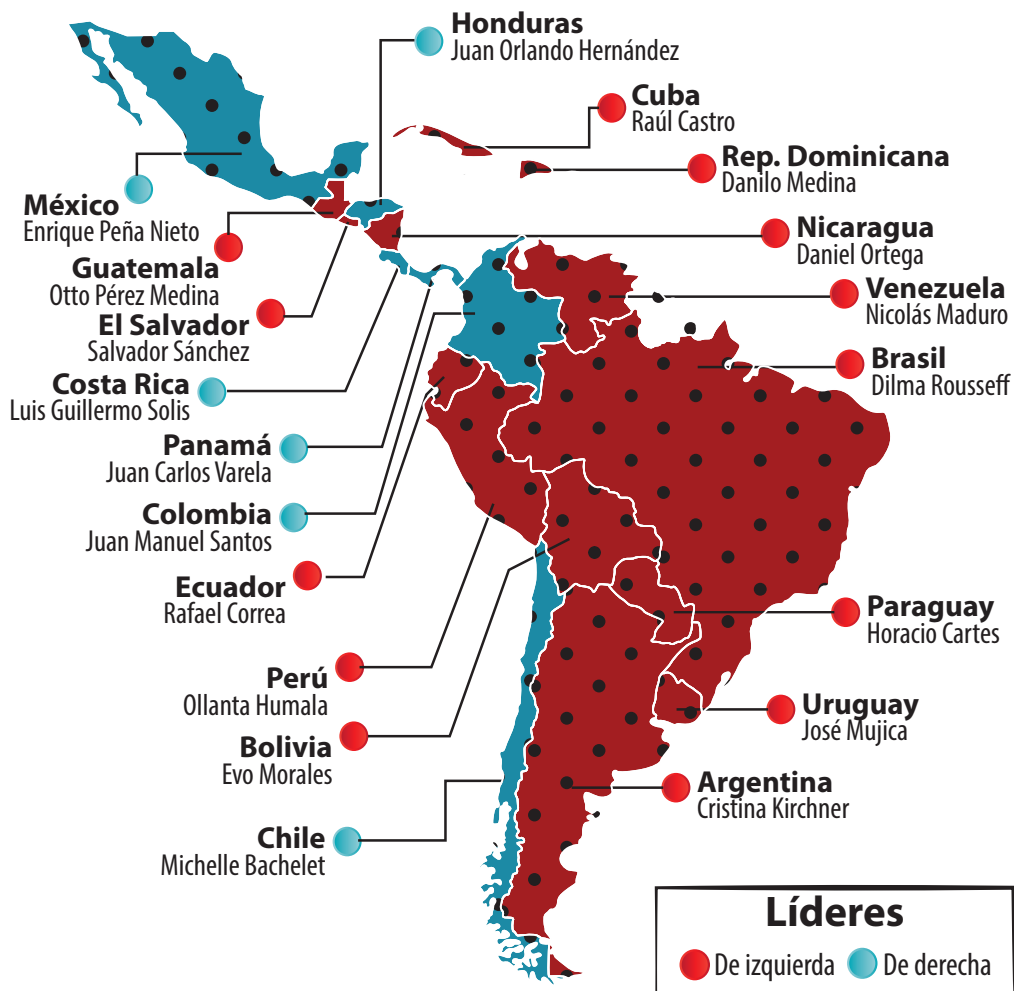 Honduras
Juan Orlando Hernández
Cuba
Raúl Castro
Rep. Dominicana
Danilo Medina
México
Enrique Peña Nieto
Nicaragua
Daniel Ortega
Guatemala
Otto Pérez Medina
Venezuela
Nicolás Maduro
El Salvador
Salvador Sánchez
Brasil
Dilma Rousseff
Costa Rica
Luis Guillermo Solis
Panamá
Juan Carlos Varela
Colombia
Juan Manuel Santos
Ecuador
Rafael Correa
Paraguay
Horacio Cartes
Perú
Ollanta Humala
Uruguay
José Mujica
Bolivia
Evo Morales
Argentina
Cristina Kirchner
Chile
Michelle Bachelet
Líderes
De izquierda
De derecha